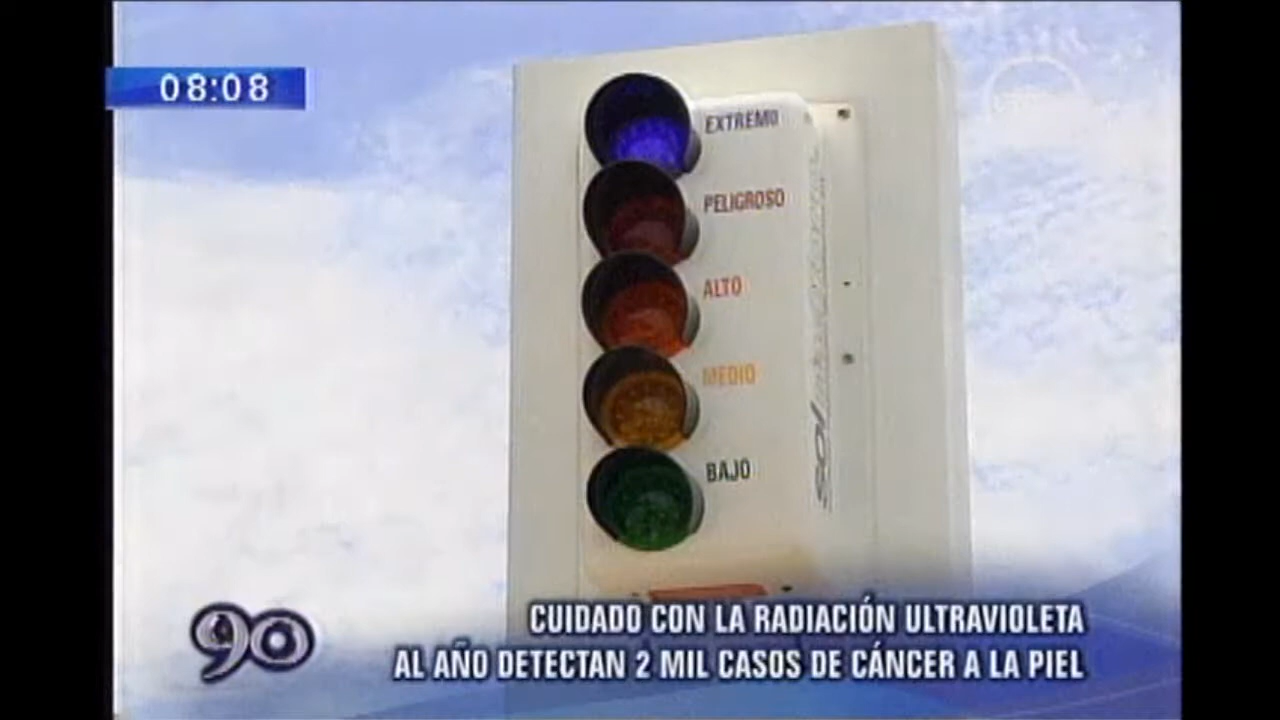 08:08
EXTREMO
PELIGROSO
ALTO
MEDIO
BAJO
90
CUIDADO CON LA RADIACIÓN ULTRAVIOLETA
AL AÑO DETECTAN 2 MIL CASOS DE CÁNCER A LA PIEL